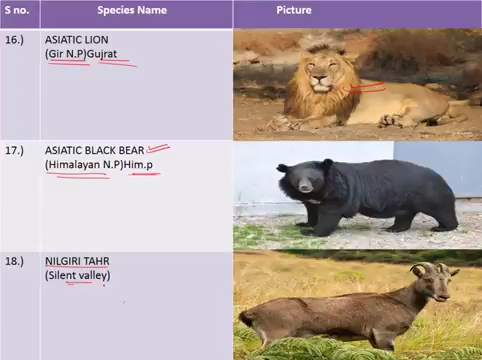 S no. Species Name Picture
16.) ASIATIC LION
(Gir N.P)Gujrat
17.) ASIATIC BLACK BEAR
(Himalayan N.P)Him.p
18.) NILGIRI TAHR
(Silent valley)